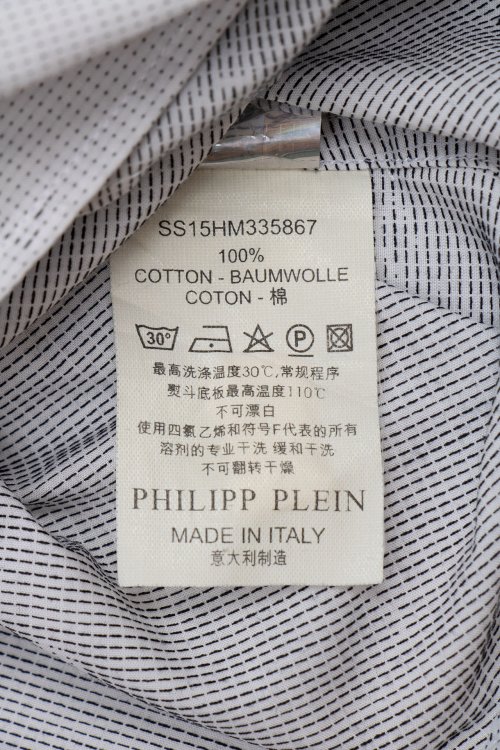 SS15HM335867
100%
COTTON - BAUMWOLLE
COTON - 棉
30° P
最高洗涤温度30℃,常规程序
熨斗底板最高温度110℃
不可漂白
使用四氯乙烯和符号F代表的所有
溶剂的专业干洗 缓和干洗
不可翻转干燥
PHILIPP PLEIN
MADE IN ITALY
意大利制造